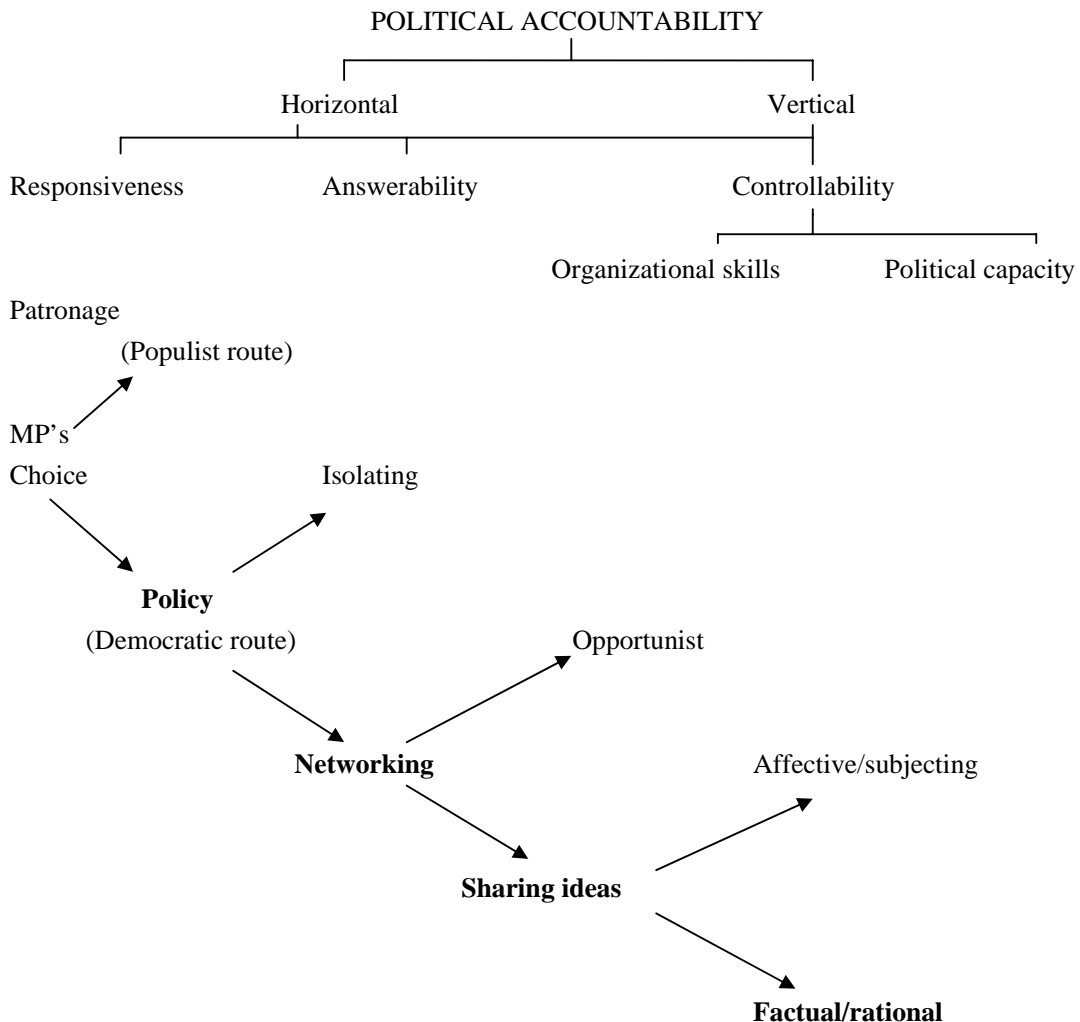 POLITICAL ACCOUNTABILITY
Horizontal Vertical
Responsiveness Answerability Controllability
Organizational skills Political capacity
Patronage
(Populist route)
MP’s
Choice Isolating
Policy
(Democratic route) Opportunist
Networking Affective/subjecting
Sharing ideas
Factual/rational